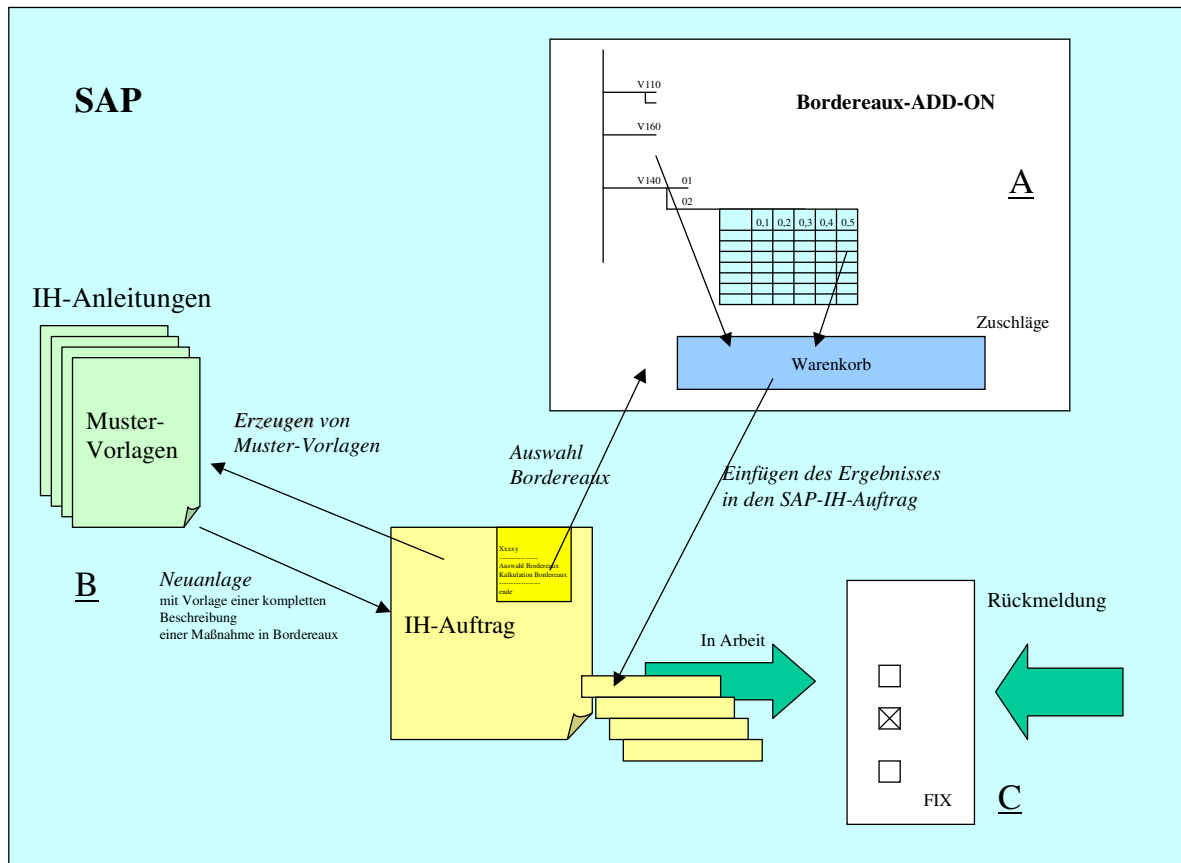 SAP
Bordereaux-ADD-ON
V110
V160
V140
01
02
0,1 0,2 0,3 0,4 0,5
A
Zuschläge
Warenkorb
IH-Anleitungen
Muster-
Vorlagen
Erzeugen von
Muster-Vorlagen
Auswahl
Bordereaux
Einfügen des Ergebnisses
in den SAP-IH-Auftrag
B
Neuanlage
mit Vorlage einer kompletten
Beschreibung
einer Maßnahme in Bordereaux
Xxxxy
-----------------
Auswahl Bordereaux
Kalkulation Bordereaux
------------------
ende
IH-Auftrag
In Arbeit
Rückmeldung
FIX
C